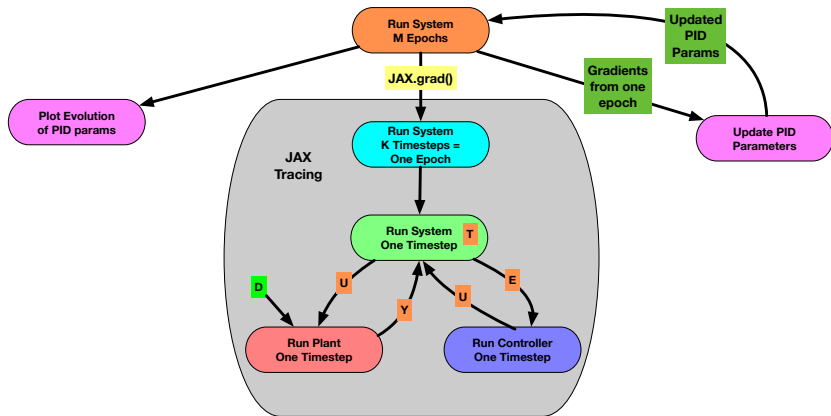 Run System
M Epochs
Updated
PID
Params
JAX.grad()
Gradients
from one
epoch
Plot Evolution
of PID params
Run System
K Timesteps =
One Epoch
Update PID
Parameters
JAX
Tracing
Run System
One Timestep
T
D
U
Y
U
E
Run Plant
One Timestep
Run Controller
One Timestep